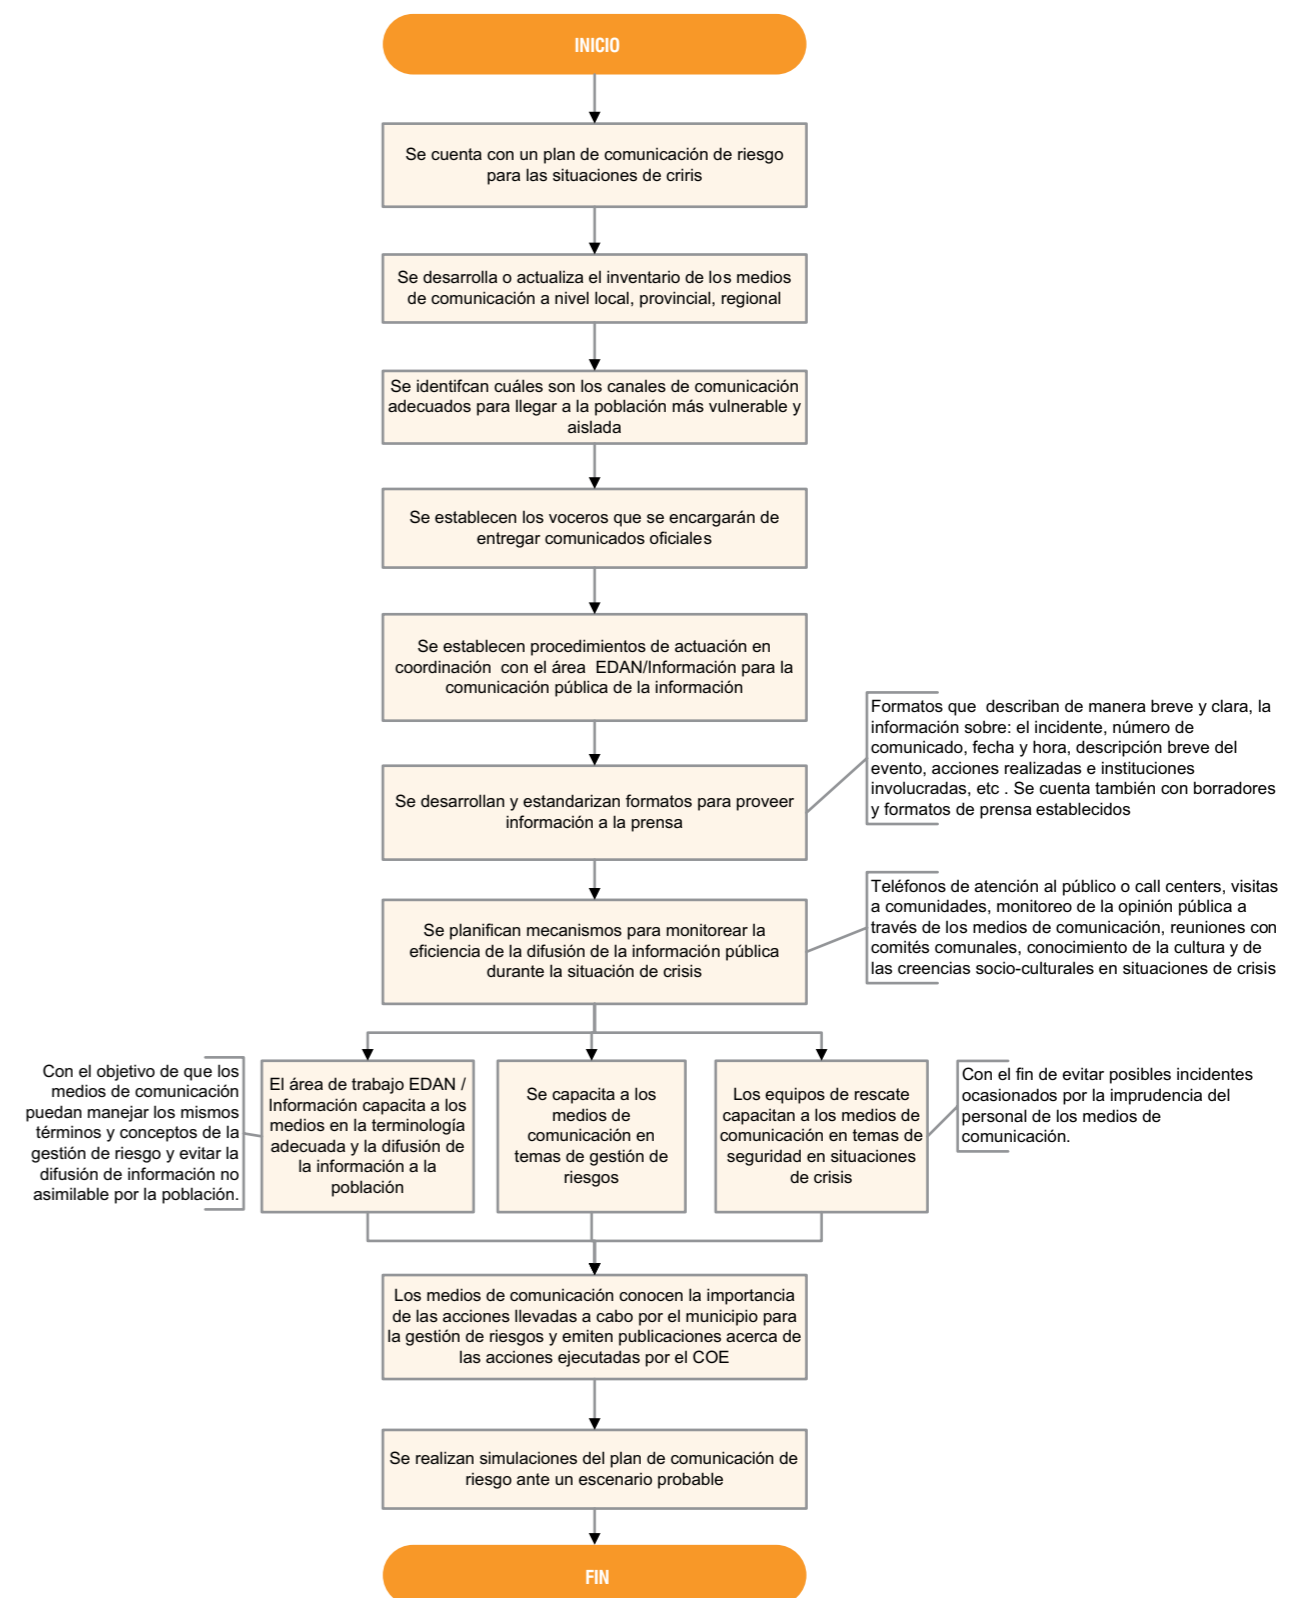 INICIO
Se cuenta con un plan de comunicación de riesgo
para las situaciones de criris
Se desarrolla o actualiza el inventario de los medios
de comunicación a nivel local, provincial, regional
Se identifcan cuáles son los canales de comunicación
adecuados para llegar a la población más vulnerable y
aislada
Se establecen los voceros que se encargarán de
entregar comunicados oficiales
Se establecen procedimientos de actuación en
coordinación con el área EDAN/Información para la
comunicación pública de la información
Se desarrollan y estandarizan formatos para proveer
información a la prensa
Formatos que describan de manera breve y clara, la
información sobre: el incidente, número de
comunicado, fecha y hora, descripción breve del
evento, acciones realizadas e instituciones
involucradas, etc . Se cuenta también con borradores
y formatos de prensa establecidos
Se planifican mecanismos para monitorear la
eficiencia de la difusión de la información pública
durante la situación de crisis
Teléfonos de atención al público o call centers, visitas
a comunidades, monitoreo de la opinión pública a
través de los medios de comunicación, reuniones con
comités comunales, conocimiento de la cultura y de
las creencias socio-culturales en situaciones de crisis
Con el objetivo de que los
medios de comunicación
puedan manejar los mismos
términos y conceptos de la
gestión de riesgo y evitar la
difusión de información no
asimilable por la población.
El área de trabajo EDAN /
Información capacita a los
medios en la terminología
adecuada y la difusión de
la información a la
población
Se capacita a los
medios de
comunicación en
temas de gestión de
riesgos
Los equipos de rescate
capacitan a los medios de
comunicación en temas de
seguridad en situaciones
de crisis
Con el fin de evitar posibles incidentes
ocasionados por la imprudencia del
personal de los medios de
comunicación.
Los medios de comunicación conocen la importancia
de las acciones llevadas a cabo por el municipio para
la gestión de riesgos y emiten publicaciones acerca de
las acciones ejecutadas por el COE
Se realizan simulaciones del plan de comunicación de
riesgo ante un escenario probable
FIN